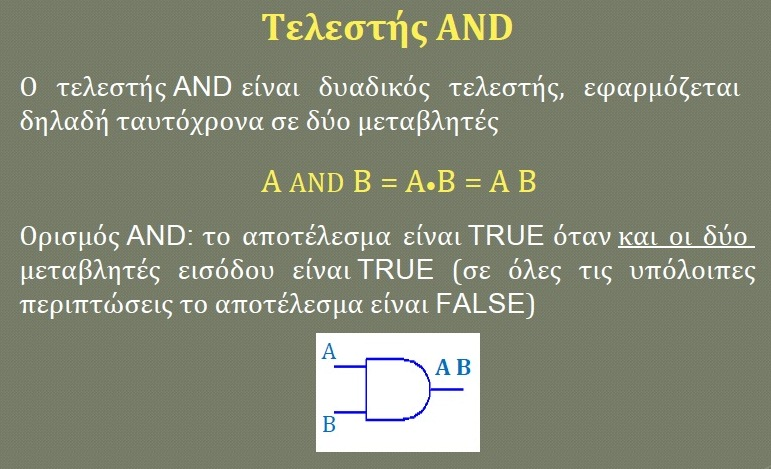 Τελεστής AND
Ο τελεστής AND είναι δυαδικός τελεστής, εφαρμόζεται
δηλαδή ταυτόχρονα σε δύο μεταβλητές
A AND B = A•B = A B
Ορισμός AND: το αποτέλεσμα είναι TRUE όταν και οι δύο
μεταβλητές εισόδου είναι TRUE (σε όλες τις υπόλοιπες
περιπτώσεις το αποτέλεσμα είναι FALSE)
A
A B
B